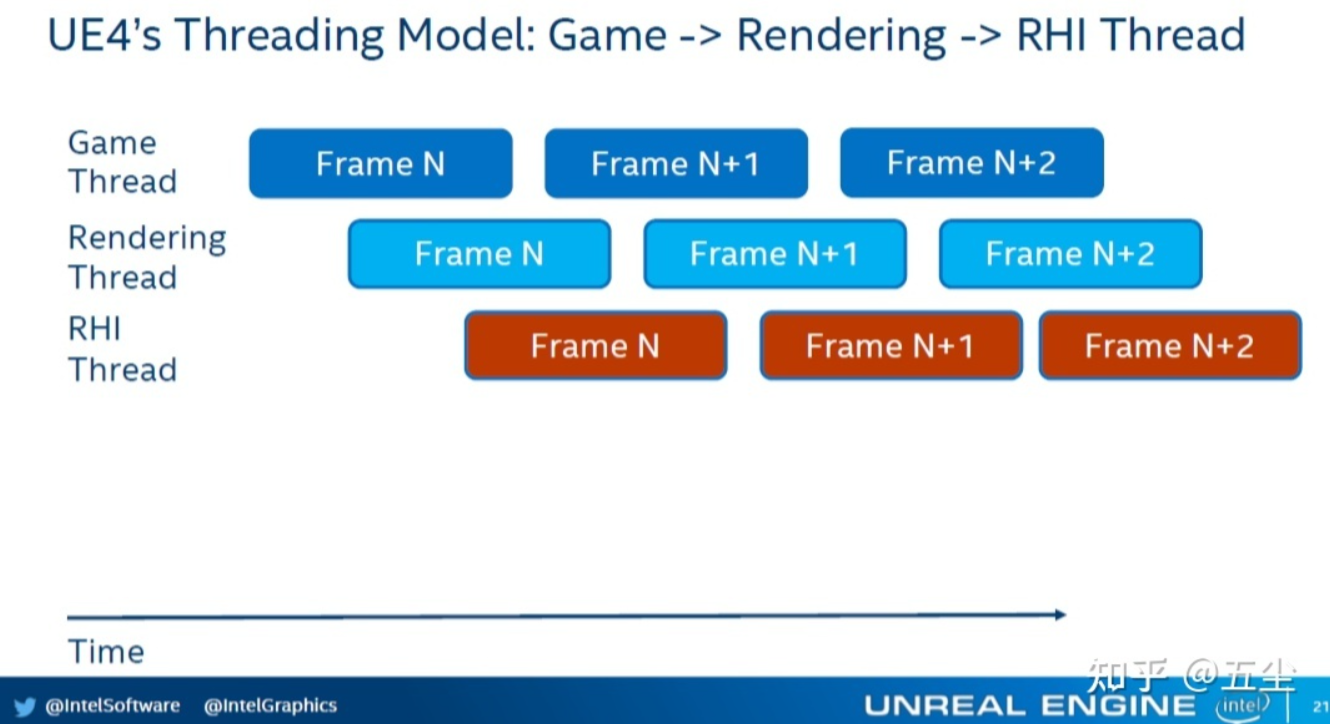 UE4's Threading Model: Game -> Rendering -> RHI Thread
Game
Thread
Frame N
Frame N+1
Frame N+2
Rendering
Thread
Frame N
Frame N+1
Frame N+2
RHI
Thread
Frame N
Frame N+1
Frame N+2
Time
知乎 @五尘
@IntelSoftware @IntelGraphics
UNREAL ENGINE
intel
21